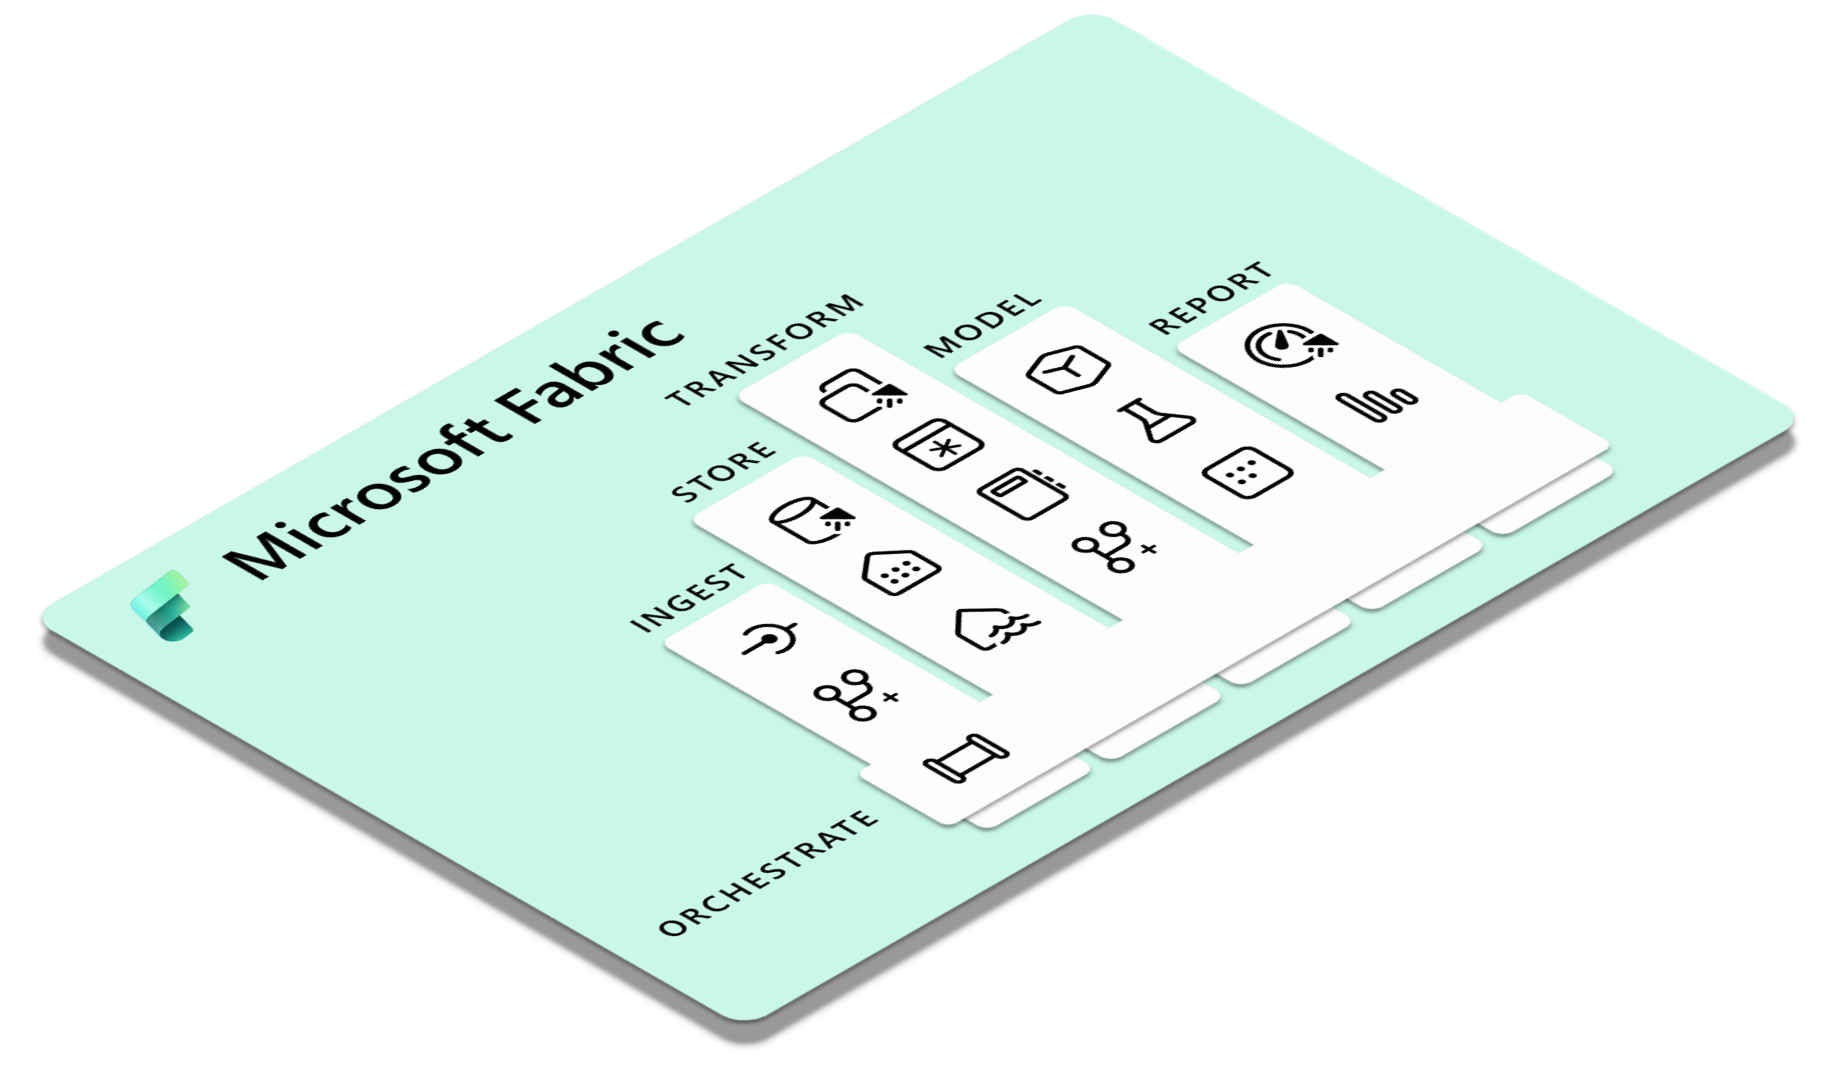 Microsoft Fabric
INGEST
STORE
TRANSFORM
MODEL
REPORT
ORCHESTRATE